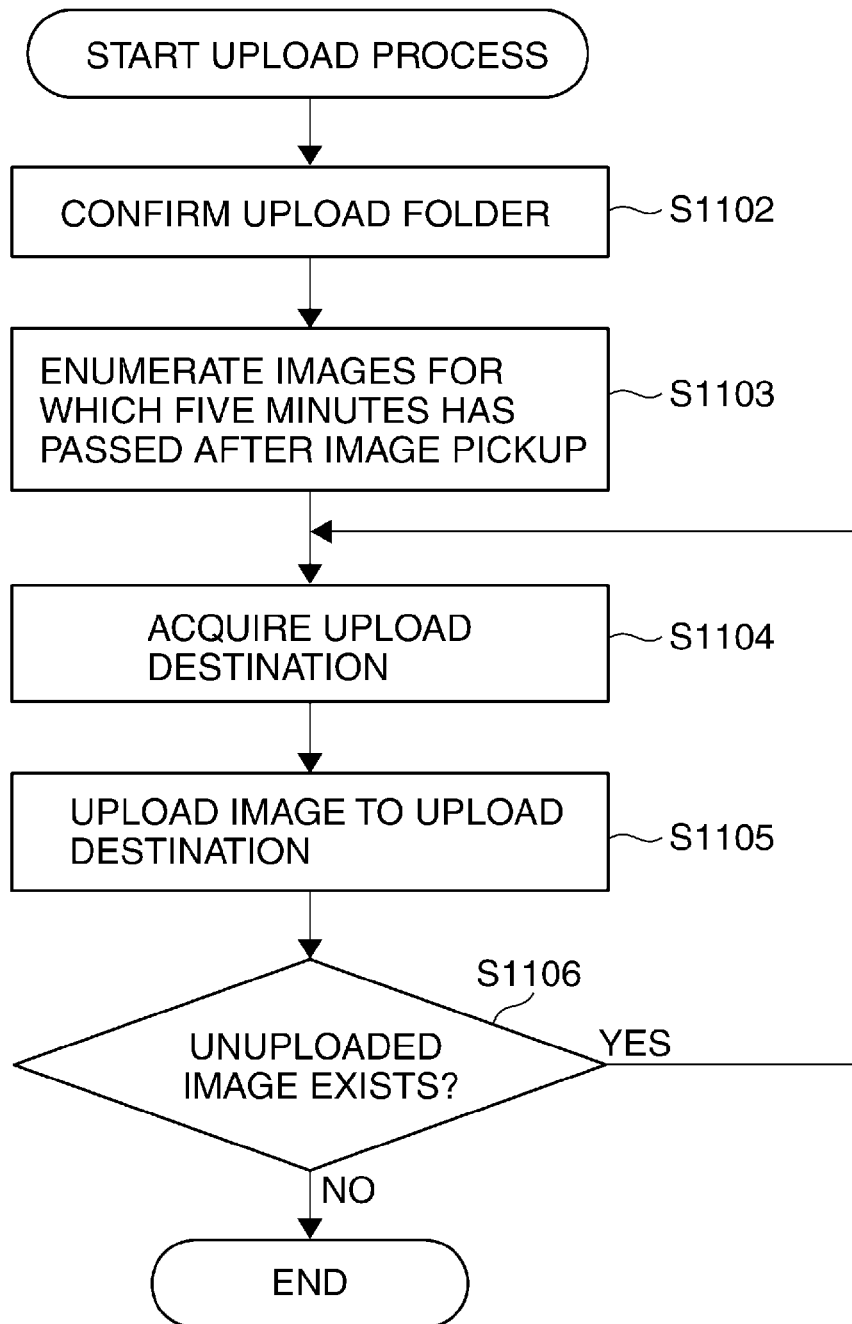 START UPLOAD PROCESS
CONFIRM UPLOAD FOLDER
S1102
ENUMERATE IMAGES FOR
WHICH FIVE MINUTES HAS
PASSED AFTER IMAGE PICKUP
S1103
ACQUIRE UPLOAD
DESTINATION
S1104
UPLOAD IMAGE TO UPLOAD
DESTINATION
S1105
S1106
UNUPLOADED
IMAGE EXISTS?
YES
NO
END